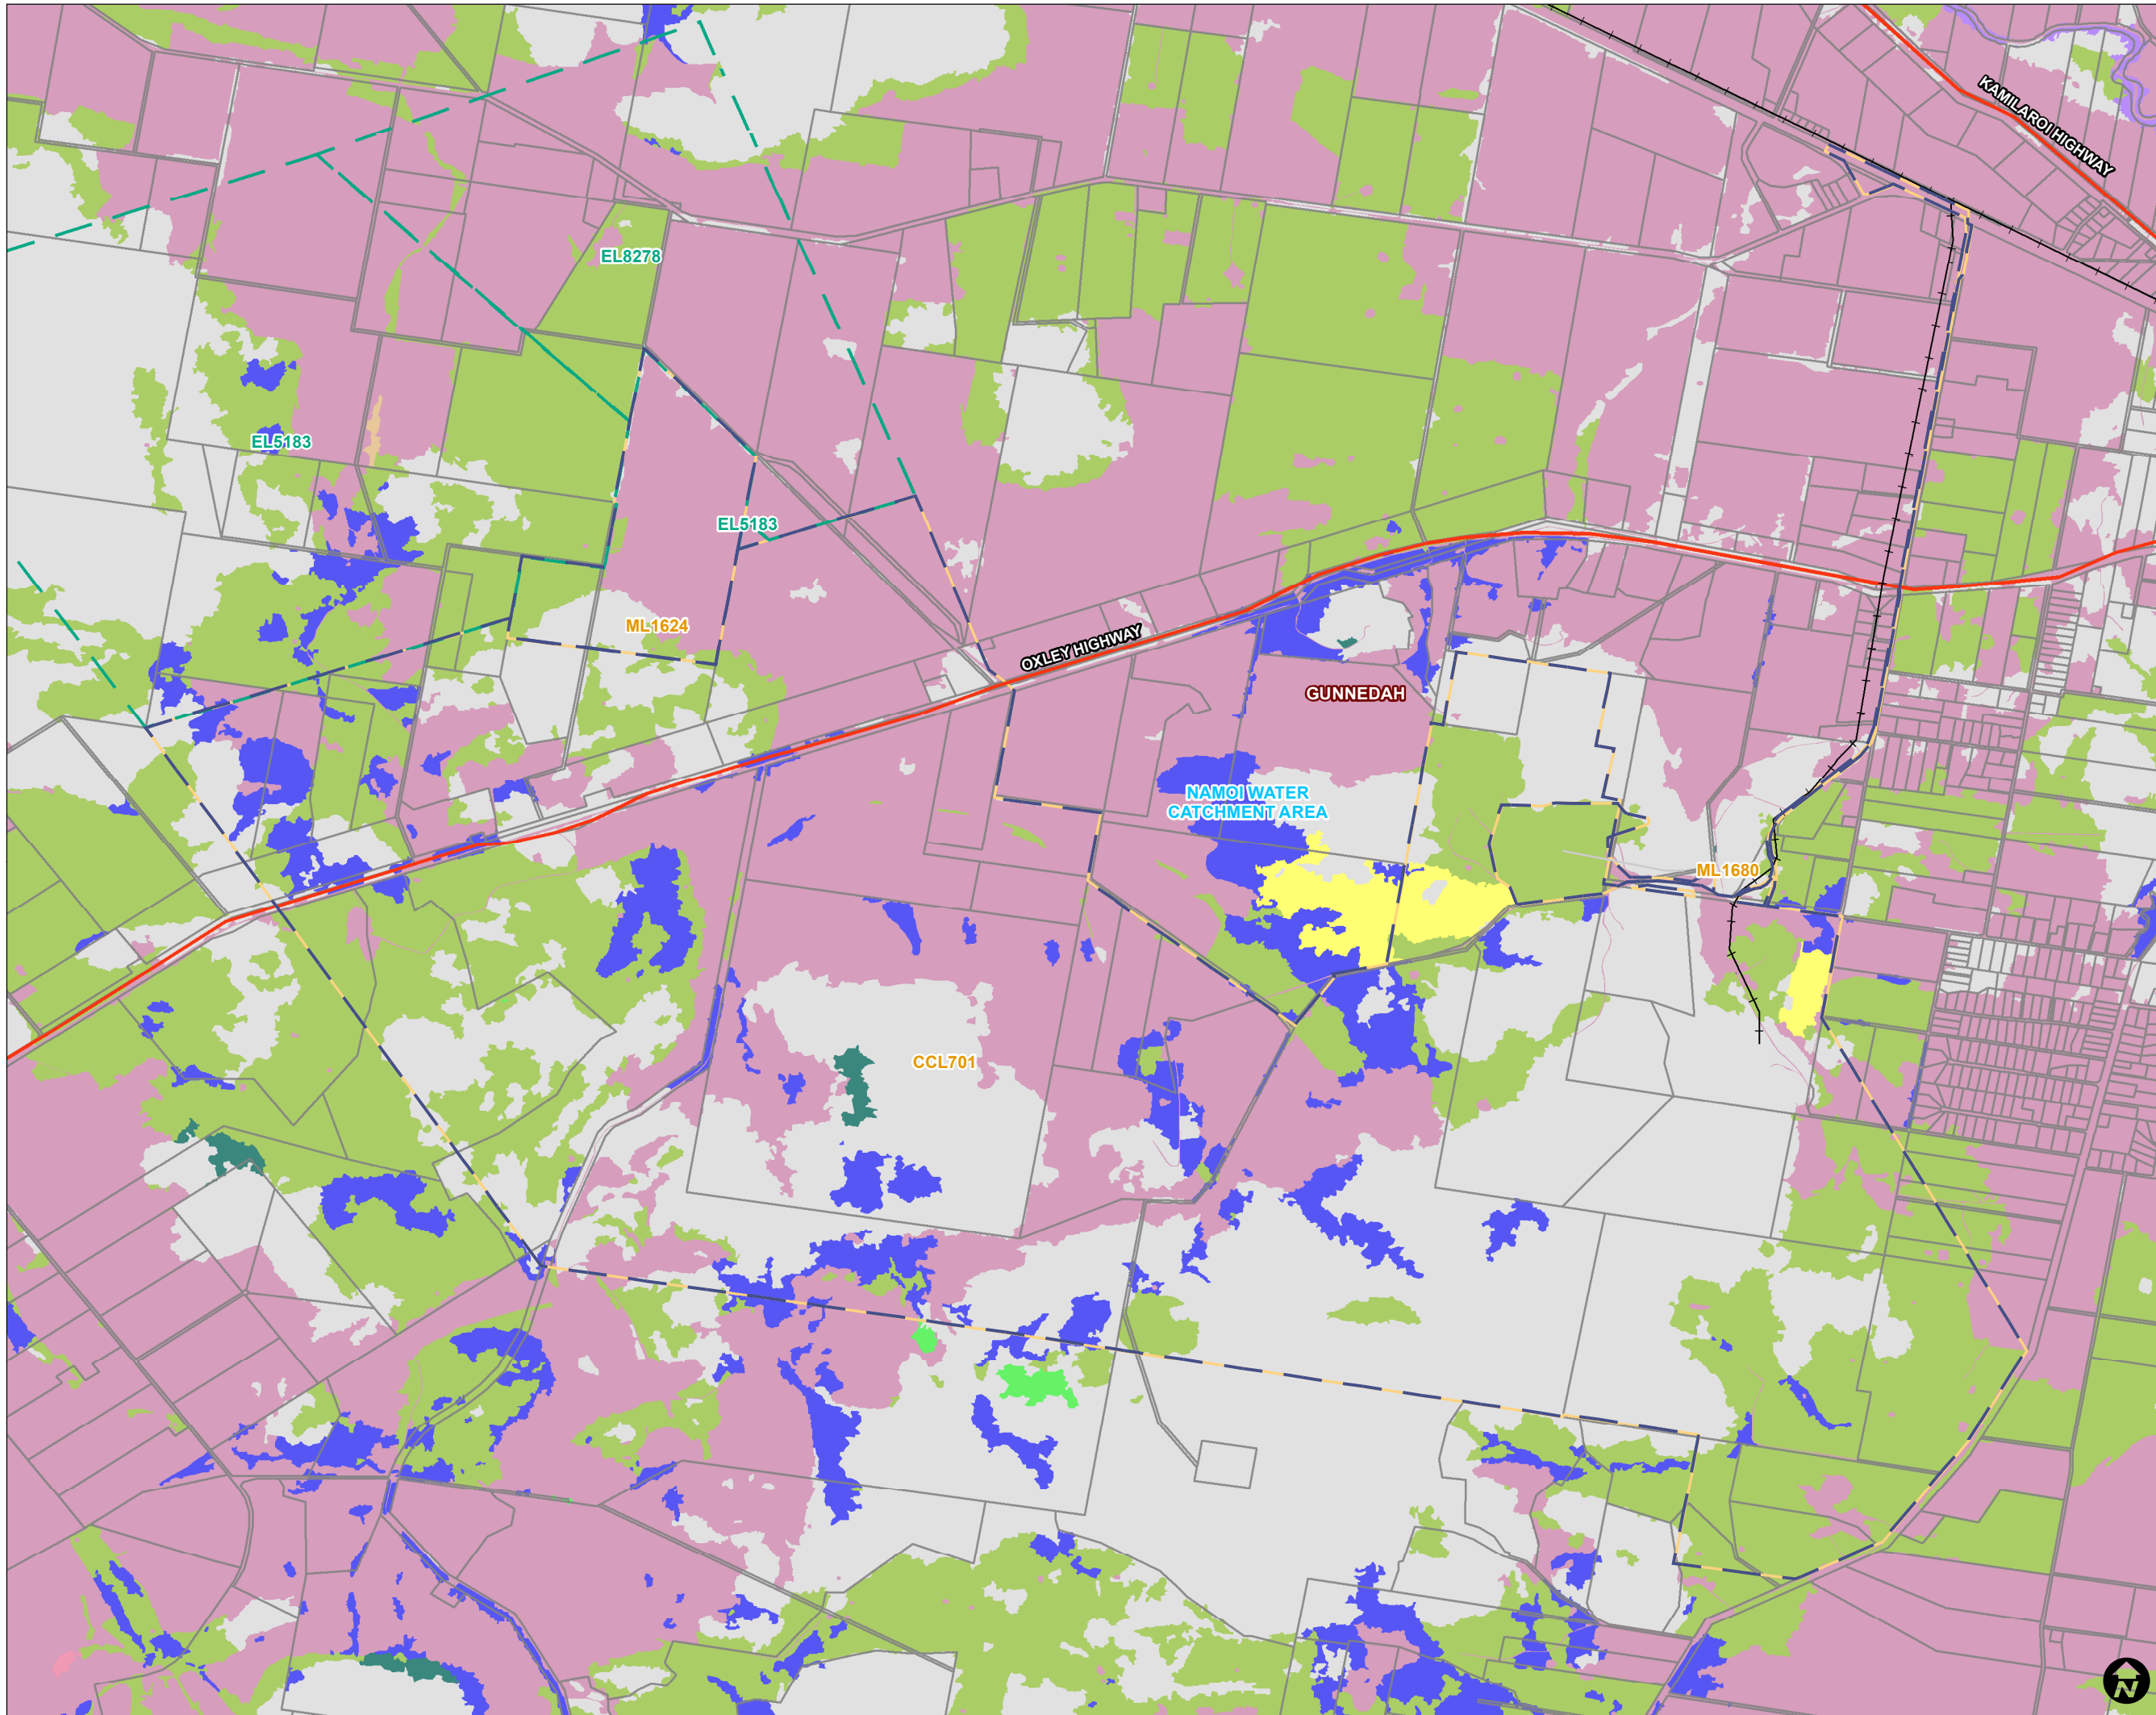 KAMILAROI HIGHWAY
EL8278
EL5183
EL5183
ML1624
OXLEY HIGHWAY
GUNNEDAH
NAMOI WATER
CATCHMENT AREA
ML1680
CCL701
N